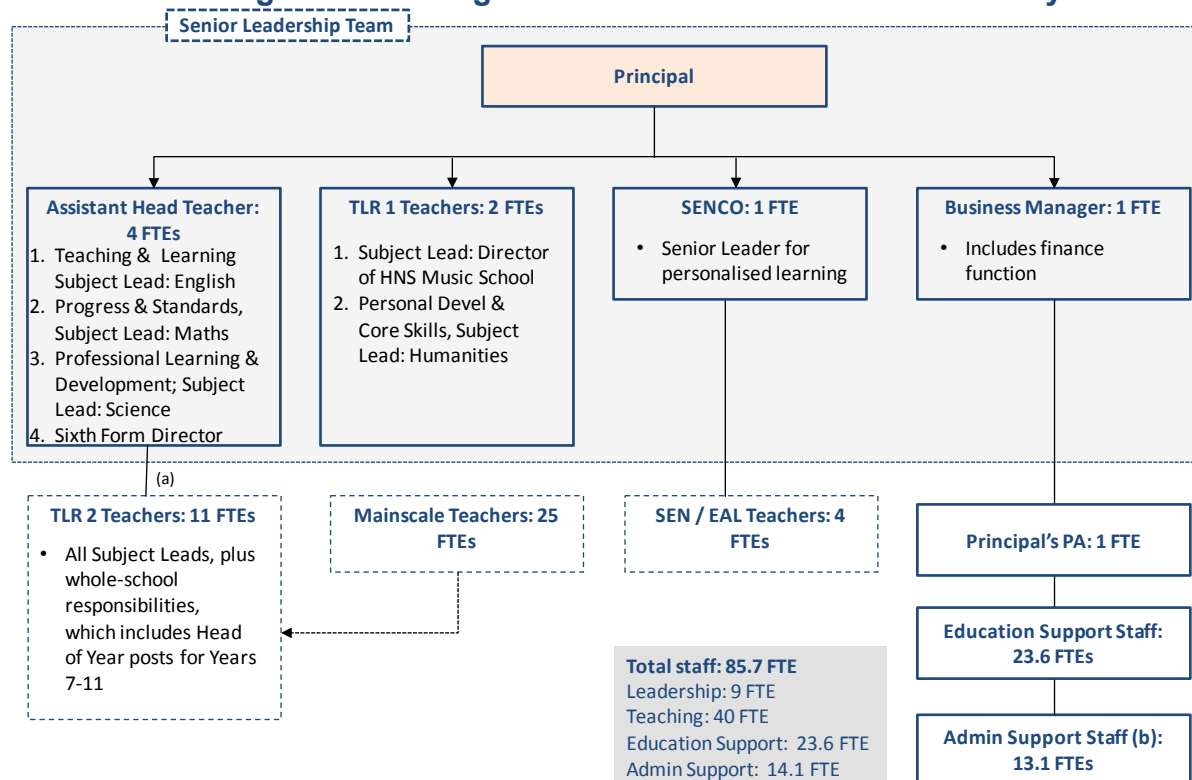 Senior Leadership Team
Principal
Assistant Head Teacher:
4 FTEs
1. Teaching & Learning
Subject Lead: English
2. Progress & Standards,
Subject Lead: Maths
3. Professional Learning &
Development; Subject
Lead: Science
4. Sixth Form Director
TLR 1 Teachers: 2 FTEs
1. Subject Lead: Director
of HNS Music School
2. Personal Devel &
Core Skills, Subject
Lead: Humanities
SENCO: 1 FTE
• Senior Leader for
personalised learning
Business Manager: 1 FTE
• Includes finance
function
(a)
TLR 2 Teachers: 11 FTEs
• All Subject Leads, plus
whole-school
responsibilities,
which includes Head
of Year posts for Years
7-11
Mainscale Teachers: 25
FTEs
SEN / EAL Teachers: 4
FTEs
Principal's PA: 1 FTE
Education Support Staff:
23.6 FTEs
Admin Support Staff (b):
13.1 FTEs
Total staff: 85.7 FTE
Leadership: 9 FTE
Teaching: 40 FTE
Education Support: 23.6 FTE
Admin Support: 14.1 FTE